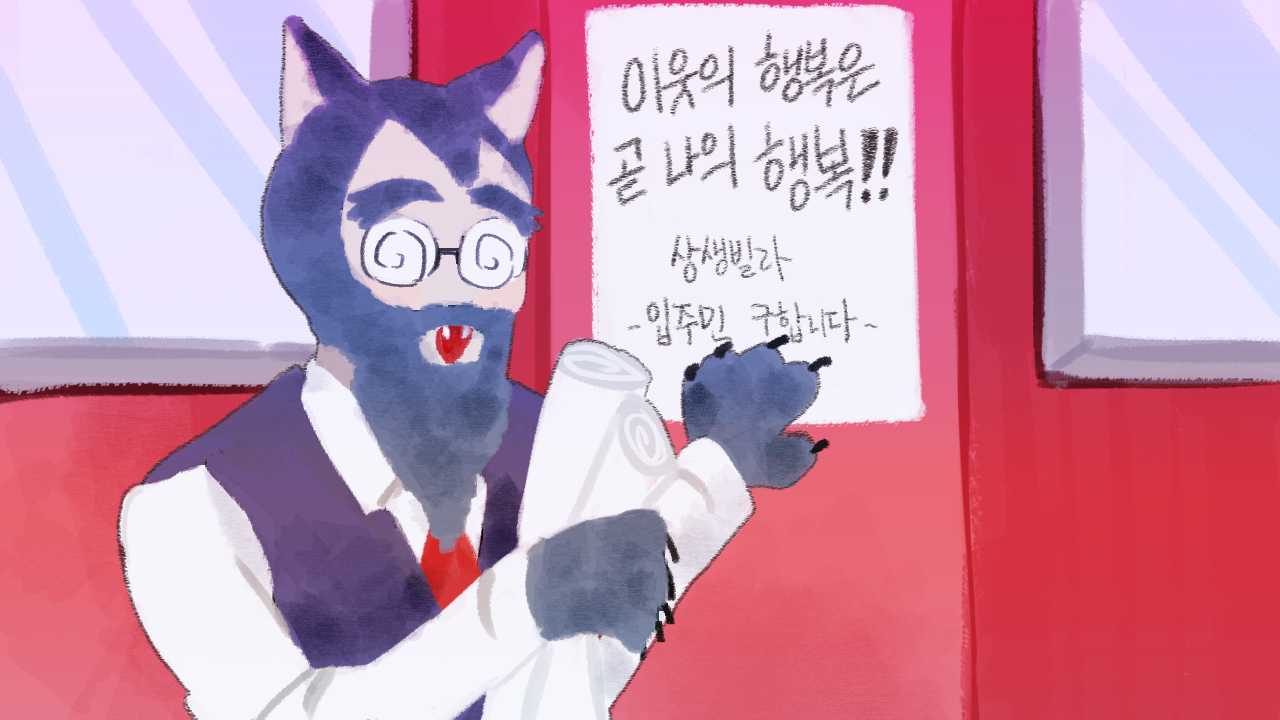 이웃의 행복은
곧 나의 행복!!
상생빌라
-입주민 구합니다-